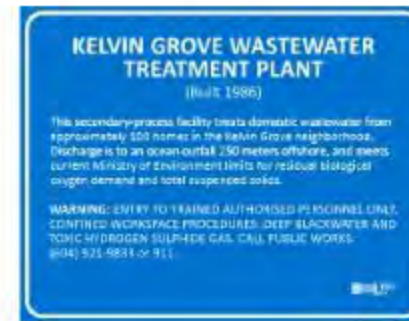 KELVIN GROVE WASTEWATER
TREATMENT PLANT
(Built 1986)
This secondary-process facility treats domestic wastewater from
approximately 100 homes in the Kelvin Grove neighborhood.
Discharge is to an ocean outfall 250 meters offshore, and meets
current Ministry of Environment limits for residual biological
oxygen demand and total suspended solids.
WARNING: ENTRY TO TRAINED AUTHORISED PERSONNEL ONLY.
CONFINED WORKSPACE PROCEDURES. DEEP BLACKWATER AND
TOXIC HYDROGEN SULPHIDE GAS. CALL PUBLIC WORKS
(604) 921-9833 or 911